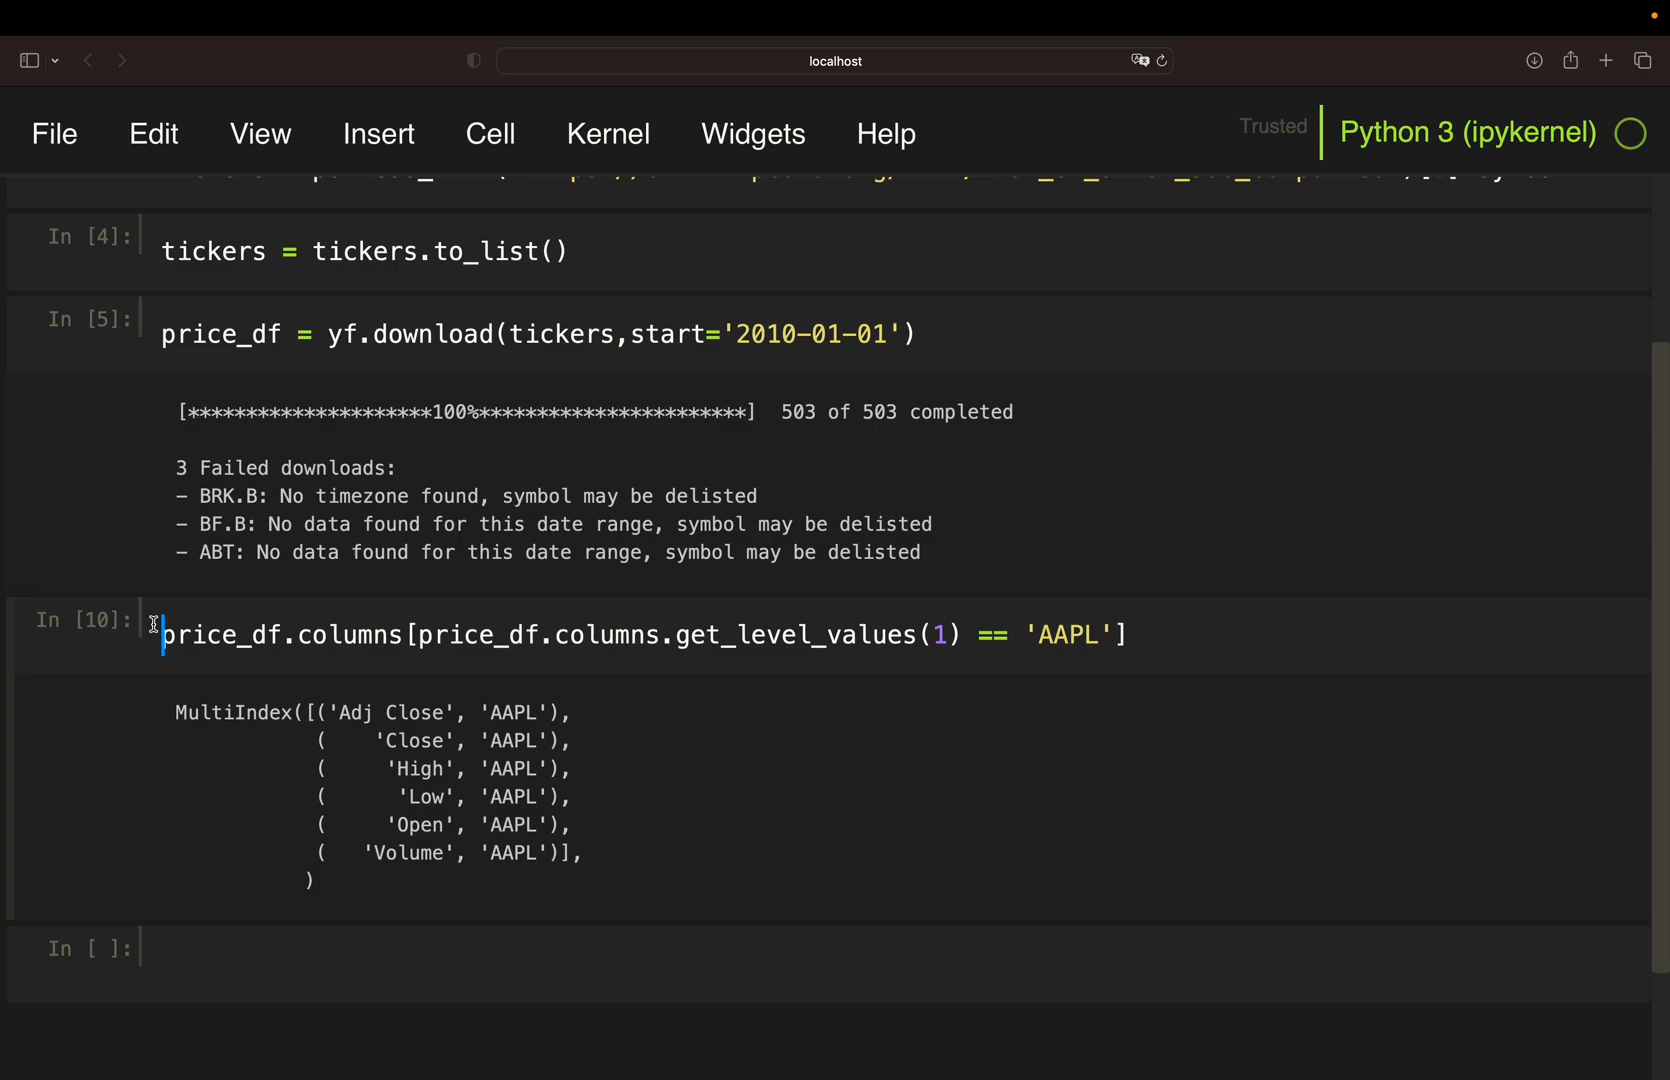 localhost
File Edit View Insert Cell Kernel Widgets Help Trusted Python 3 (ipykernel)
In [4]: tickers = tickers.to_list()
In [5]: price_df = yf.download(tickers,start='2010-01-01')
[*********************100%***********************] 503 of 503 completed
3 Failed downloads:
- BRK.B: No timezone found, symbol may be delisted
- BF.B: No data found for this date range, symbol may be delisted
- ABT: No data found for this date range, symbol may be delisted
In [10]: price_df.columns[price_df.columns.get_level_values(1) == 'AAPL']
MultiIndex([('Adj Close', 'AAPL'),
( 'Close', 'AAPL'),
( 'High', 'AAPL'),
( 'Low', 'AAPL'),
( 'Open', 'AAPL'),
( 'Volume', 'AAPL')],
)
In [ ]: